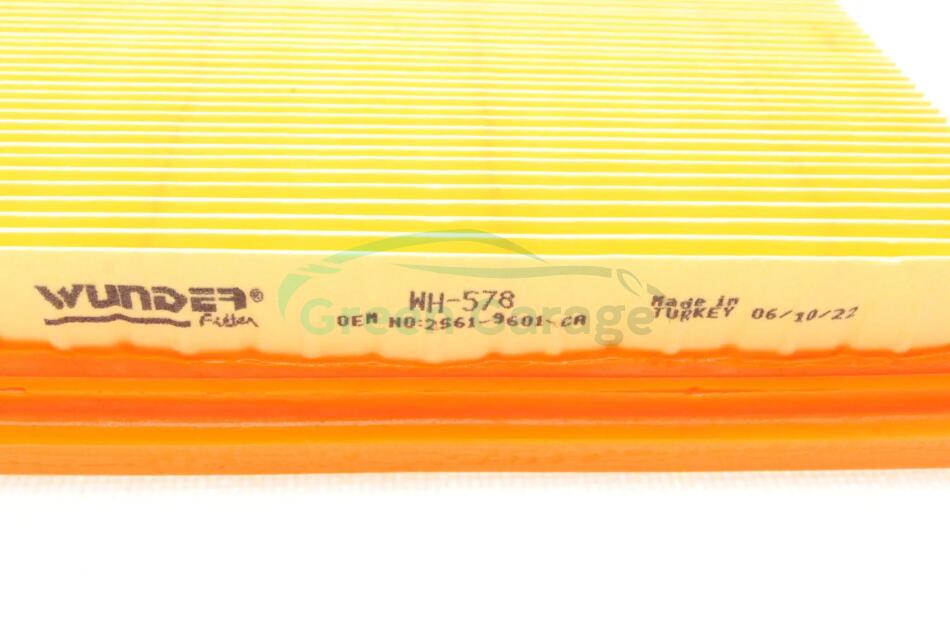 WUNDER®
Filter
WH-578
OEM NO:2S61-9601-CA
Made in
TURKEY 06/10/22
Green Garage